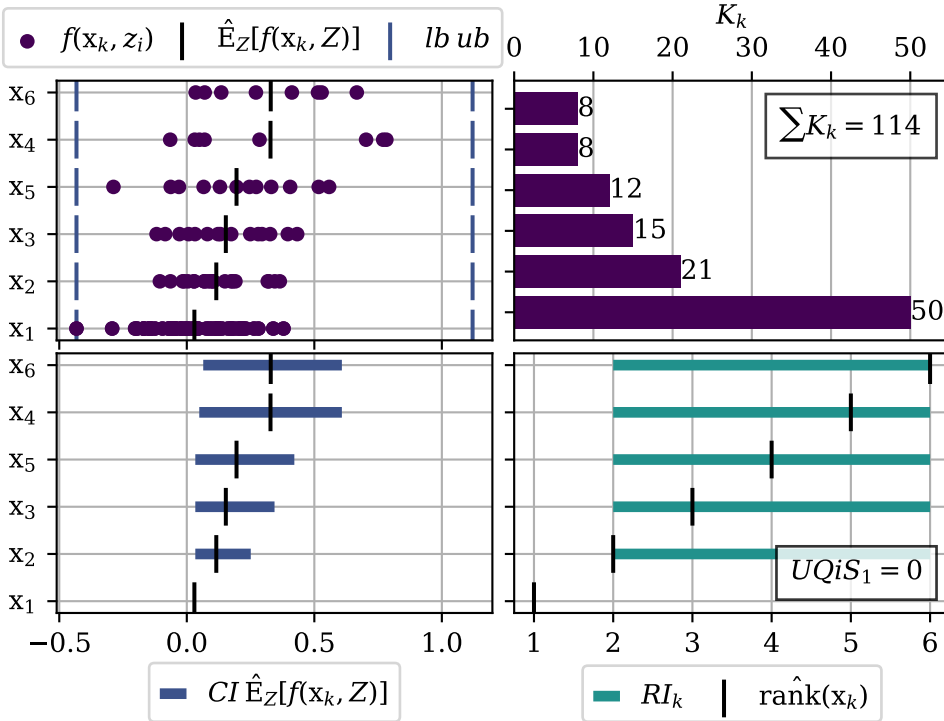 f(x_k, z_i) Ê_Z[f(x_k, Z)] lb ub
K_k
0 10 20 30 40 50
x_6
x_4
x_5
x_3
x_2
x_1
8
8
12
15
21
50
∑K_k = 114
x_6
x_4
x_5
x_3
x_2
x_1
−0.5 0.0 0.5 1.0
UQiS_1 = 0
1 2 3 4 5 6
CI Ê_Z[f(x_k, Z)]
RI_k ran̂k(x_k)